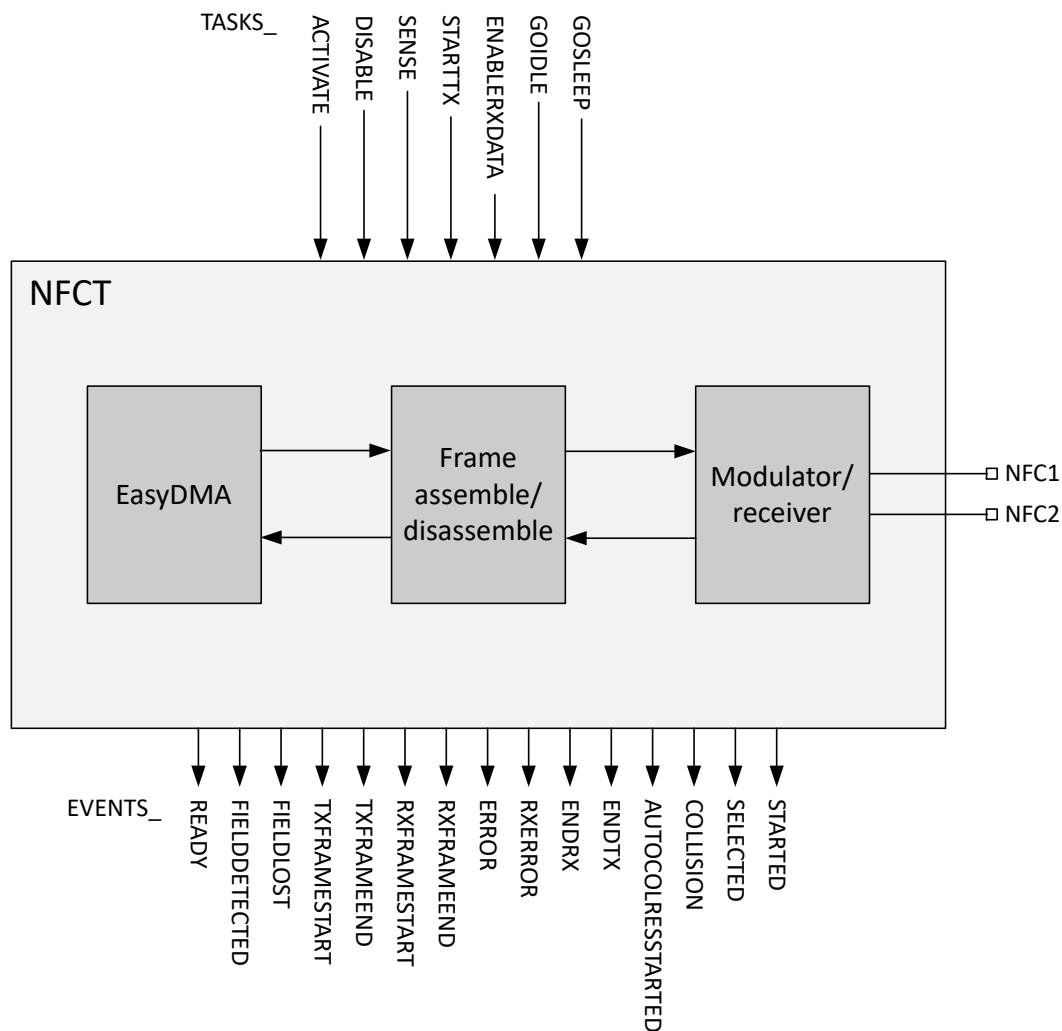 TASKS_
ACTIVATE
DISABLE
SENSE
STARTTX
ENABLERXDATA
GOIDLE
GOSLEEP
NFCT
EasyDMA
Frame
assemble/
disassemble
Modulator/
receiver
NFC1
NFC2
EVENTS_
READY
FIELDDETECTED
FIELDLOST
TXFRAMESTART
TXFRAMEEND
RXFRAMESTART
RXFRAMEEND
ERROR
RXERROR
ENDRX
ENDTX
AUTOCOLRESSTARTED
COLLISION
SELECTED
STARTED